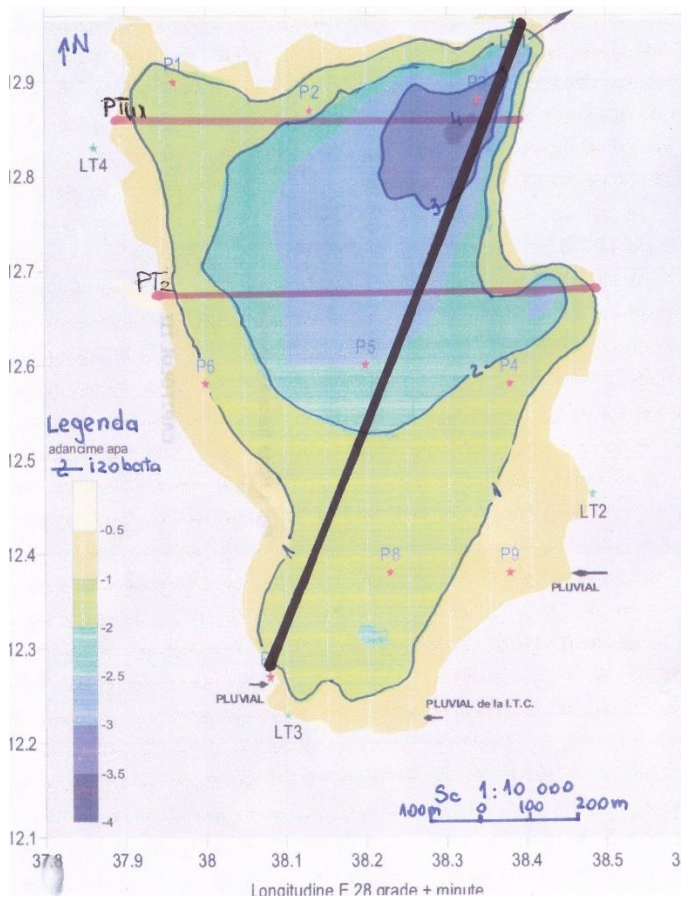 ↑N
LT1
12.9
P1
P2
P3
PT1
4
12.8
LT4
3
12.7
PT2
12.6
P6
P5
P4
2
Legenda
adancime apa
2 izobata
12.5
-0.5
1
1
LT2
12.4
-1
P8
P9
PLUVIAL
-2
12.3
-2.5
PLUVIAL
PLUVIAL de la I.T.C.
-3
LT3
12.2
-3.5
Sc 1:10 000
100m 0 100 200m
-4
12.1
37.8 37.9 38 38.1 38.2 38.3 38.4 38.5
Longitudine E 28 grade + minute